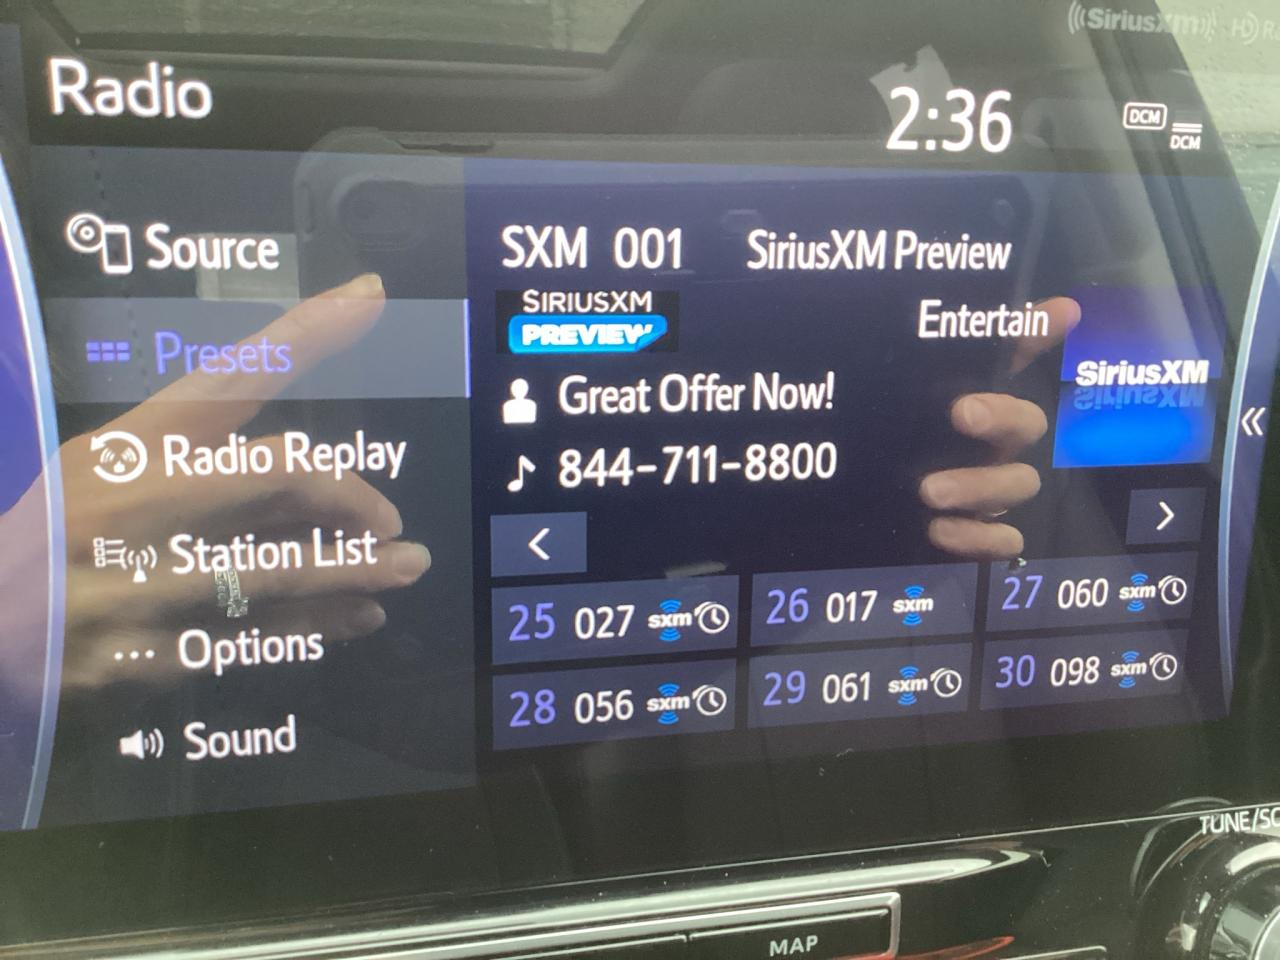 SiriusXM HD R
Radio
2:36
DCM
DCM
Source
Presets
Radio Replay
Station List
Options
Sound
SXM 001 SiriusXM Preview
SIRIUSXM
PREVIEW
Entertain
Great Offer Now!
844-711-8800
SiriusXM
<
>
«
25 027 sxm
26 017 sxm
27 060 sxm
28 056 sxm
29 061 sxm
30 098 sxm
TUNE/SC
MAP